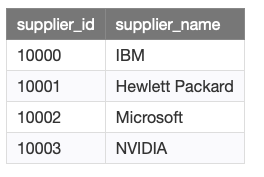 supplier_id supplier_name
10000 IBM
10001 Hewlett Packard
10002 Microsoft
10003 NVIDIA